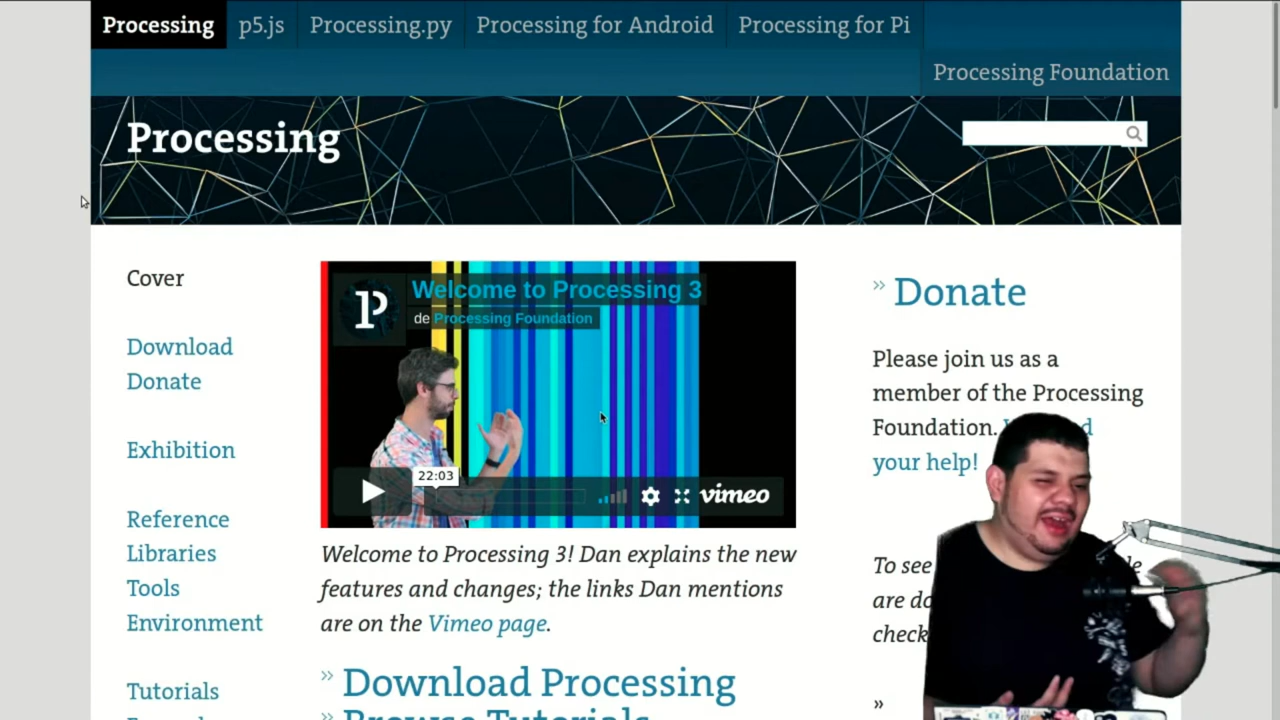 Processing
p5.js
Processing.py
Processing for Android
Processing for Pi
Processing Foundation
Processing
Cover
Download
Donate
Exhibition
Reference
Libraries
Tools
Environment
Tutorials
Welcome to Processing 3
de Processing Foundation
22:03
vimeo
Welcome to Processing 3! Dan explains the new
features and changes; the links Dan mentions
are on the Vimeo page.
» Download Processing
» Browse Tutorials
» Donate
Please join us as a
member of the Processing
Foundation.
your help!
To see
are
check
»